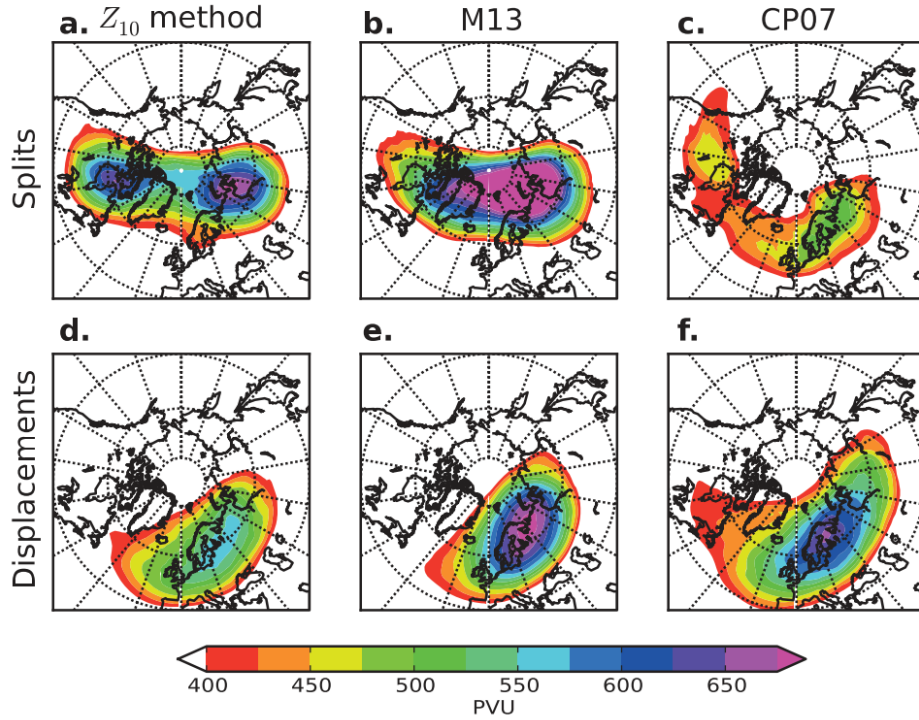 a. Z10 method
b. M13
c. CP07
Splits
d.
e.
f.
Displacements
400 450 500 550 600 650
PVU